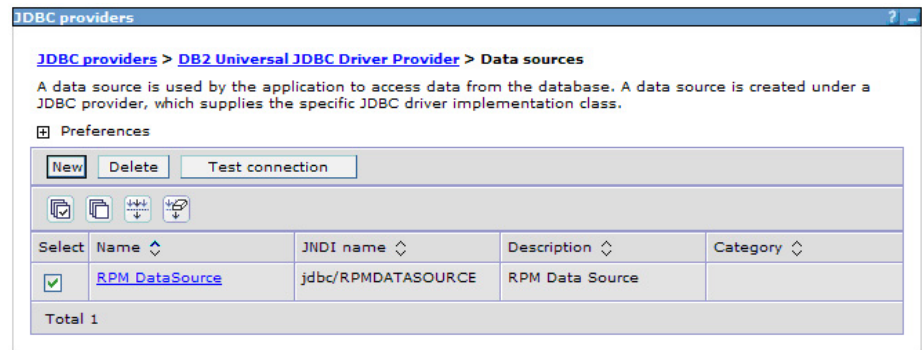 JDBC providers ? _
JDBC providers > DB2 Universal JDBC Driver Provider > Data sources
A data source is used by the application to access data from the database. A data source is created under a
JDBC provider, which supplies the specific JDBC driver implementation class.
Preferences
New Delete Test connection
Select Name JNDI name Description Category
RPM DataSource jdbc/RPMDATASOURCE RPM Data Source
Total 1